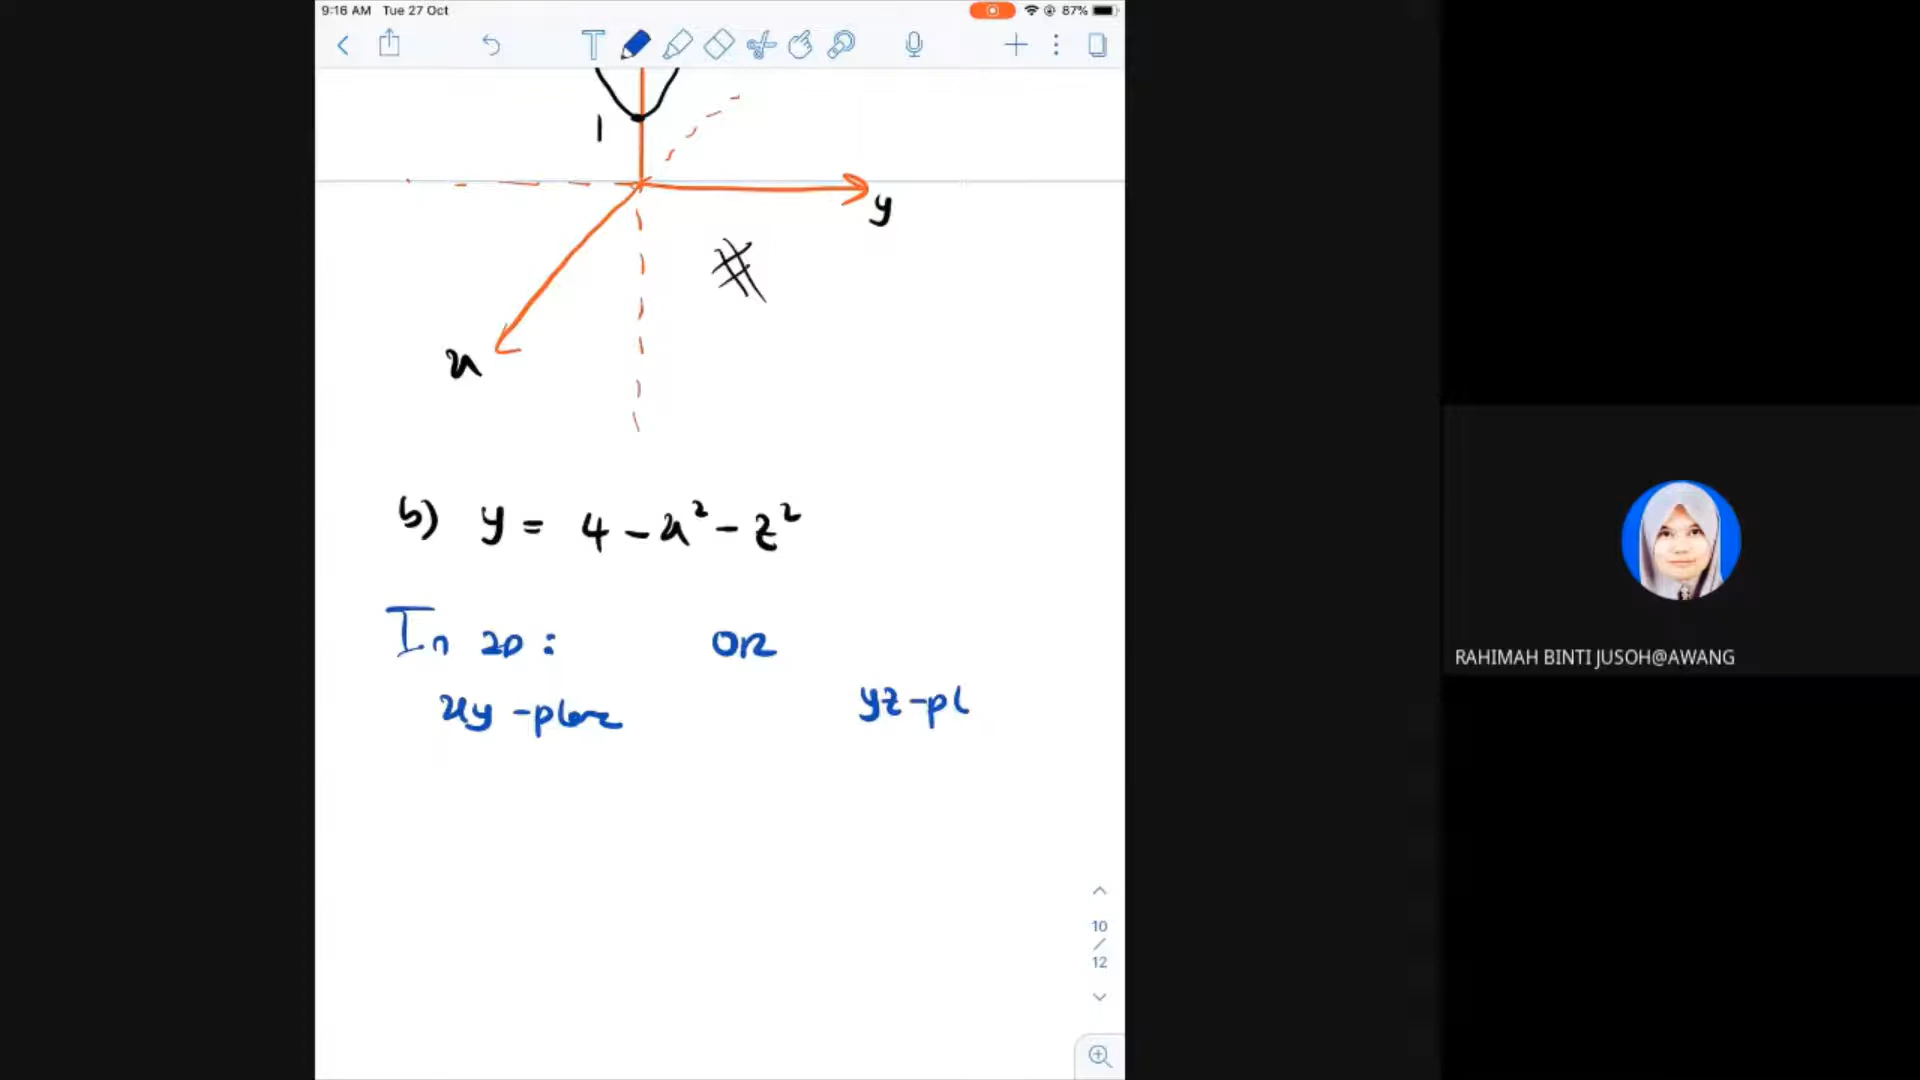 9:16 AM Tue 27 Oct
87%
T
1
y
x
b) y = 4 - x² - z²
In 2D : OR
xy - plane yz - pl
10
/
12
RAHIMAH BINTI JUSOH@AWANG